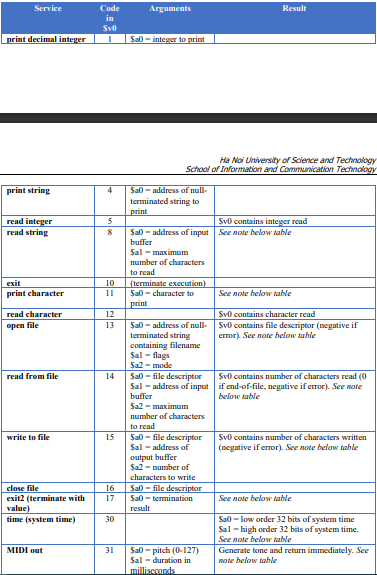 Service Code Arguments Result
in
$v0
print decimal integer 1 $a0 = integer to print
Ha Noi University of Science and Technology
School of Information and Communication Technology
print string 4 $a0 = address of null-
terminated string to
print
read integer 5 $v0 contains integer read
read string 8 $a0 = address of input See note below table
buffer
$a1 = maximum
number of characters
to read
exit 10 (terminate execution)
print character 11 $a0 = character to See note below table
print
read character 12 $v0 contains character read
open file 13 $a0 = address of null- $v0 contains file descriptor (negative if
terminated string error). See note below table
containing filename
$a1 = flags
$a2 = mode
read from file 14 $a0 = file descriptor $v0 contains number of characters read (0
$a1 = address of input if end-of-file, negative if error). See note
buffer below table
$a2 = maximum
number of characters
to read
write to file 15 $a0 = file descriptor $v0 contains number of characters written
$a1 = address of (negative if error). See note below table
output buffer
$a2 = number of
characters to write
close file 16 $a0 = file descriptor
exit2 (terminate with 17 $a0 = termination See note below table
value) result
time (system time) 30 $a0 = low order 32 bits of system time
$a1 = high order 32 bits of system time.
See note below table
MIDI out 31 $a0 = pitch (0-127) Generate tone and return immediately. See
$a1 = duration in note below table
milliseconds